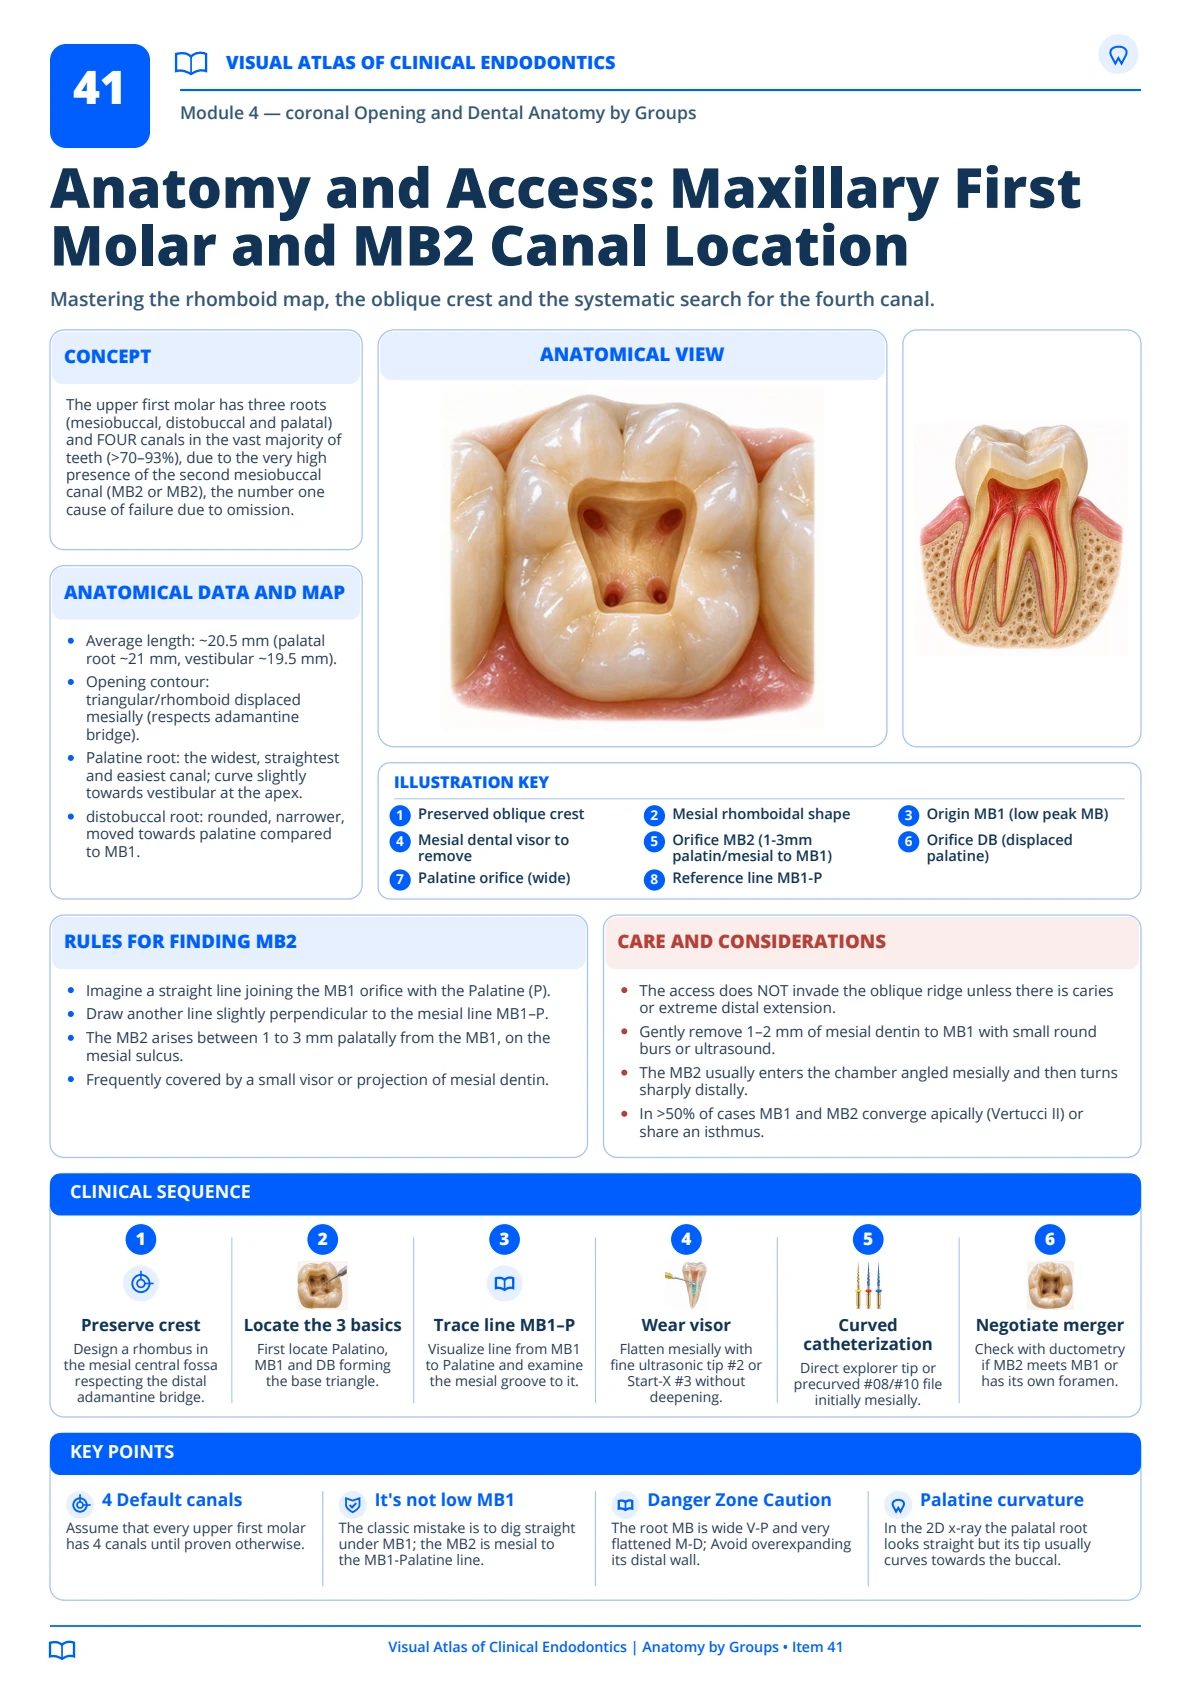 41
VISUAL ATLAS OF CLINICAL ENDODONTICS
Module 4 — coronal Opening and Dental Anatomy by Groups
Anatomy and Access: Maxillary First
Molar and MB2 Canal Location
Mastering the rhomboid map, the oblique crest and the systematic search for the fourth canal.
CONCEPT
The upper first molar has three roots
(mesiobuccal, distobuccal and palatal)
and FOUR canals in the vast majority of
teeth (>70–93%), due to the very high
presence of the second mesiobuccal
canal (MB2 or MB2), the number one
cause of failure due to omission.
ANATOMICAL DATA AND MAP
• Average length: ~20.5 mm (palatal
root ~21 mm, vestibular ~19.5 mm).
• Opening contour:
triangular/rhomboid displaced
mesially (respects adamantine
bridge).
• Palatine root: the widest, straightest
and easiest canal; curve slightly
towards vestibular at the apex.
• distobuccal root: rounded, narrower,
moved towards palatine compared
to MB1.
ANATOMICAL VIEW
ILLUSTRATION KEY
1 Preserved oblique crest
2 Mesial rhomboidal shape
3 Origin MB1 (low peak MB)
4 Mesial dental visor to
remove
5 Orifice MB2 (1-3mm
palatin/mesial to MB1)
6 Orifice DB (displaced
palatine)
7 Palatine orifice (wide)
8 Reference line MB1-P
RULES FOR FINDING MB2
• Imagine a straight line joining the MB1 orifice with the Palatine (P).
• Draw another line slightly perpendicular to the mesial line MB1–P.
• The MB2 arises between 1 to 3 mm palatally from the MB1, on the
mesial sulcus.
• Frequently covered by a small visor or projection of mesial dentin.
CARE AND CONSIDERATIONS
• The access does NOT invade the oblique ridge unless there is caries
or extreme distal extension.
• Gently remove 1–2 mm of mesial dentin to MB1 with small round
burs or ultrasound.
• The MB2 usually enters the chamber angled mesially and then turns
sharply distally.
• In >50% of cases MB1 and MB2 converge apically (Vertucci II) or
share an isthmus.
CLINICAL SEQUENCE
1
Preserve crest
Design a rhombus in
the mesial central fossa
respecting the distal
adamantine bridge.
2
Locate the 3 basics
First locate Palatino,
MB1 and DB forming
the base triangle.
3
Trace line MB1–P
Visualize line from MB1
to Palatine and examine
the mesial groove to it.
4
Wear visor
Flatten mesially with
fine ultrasonic tip #2 or
Start-X #3 without
deepening.
5
Curved
catheterization
Direct explorer tip or
precurved #08/#10 file
initially mesially.
6
Negotiate merger
Check with ductometry
if MB2 meets MB1 or
has its own foramen.
KEY POINTS
4 Default canals
Assume that every upper first molar
has 4 canals until proven otherwise.
It's not low MB1
The classic mistake is to dig straight
under MB1; the MB2 is mesial to
the MB1-Palatine line.
Danger Zone Caution
The root MB is wide V-P and very
flattened M-D; Avoid overexpanding
its distal wall.
Palatine curvature
In the 2D x-ray the palatal root
looks straight but its tip usually
curves towards the buccal.
Visual Atlas of Clinical Endodontics | Anatomy by Groups • Item 41